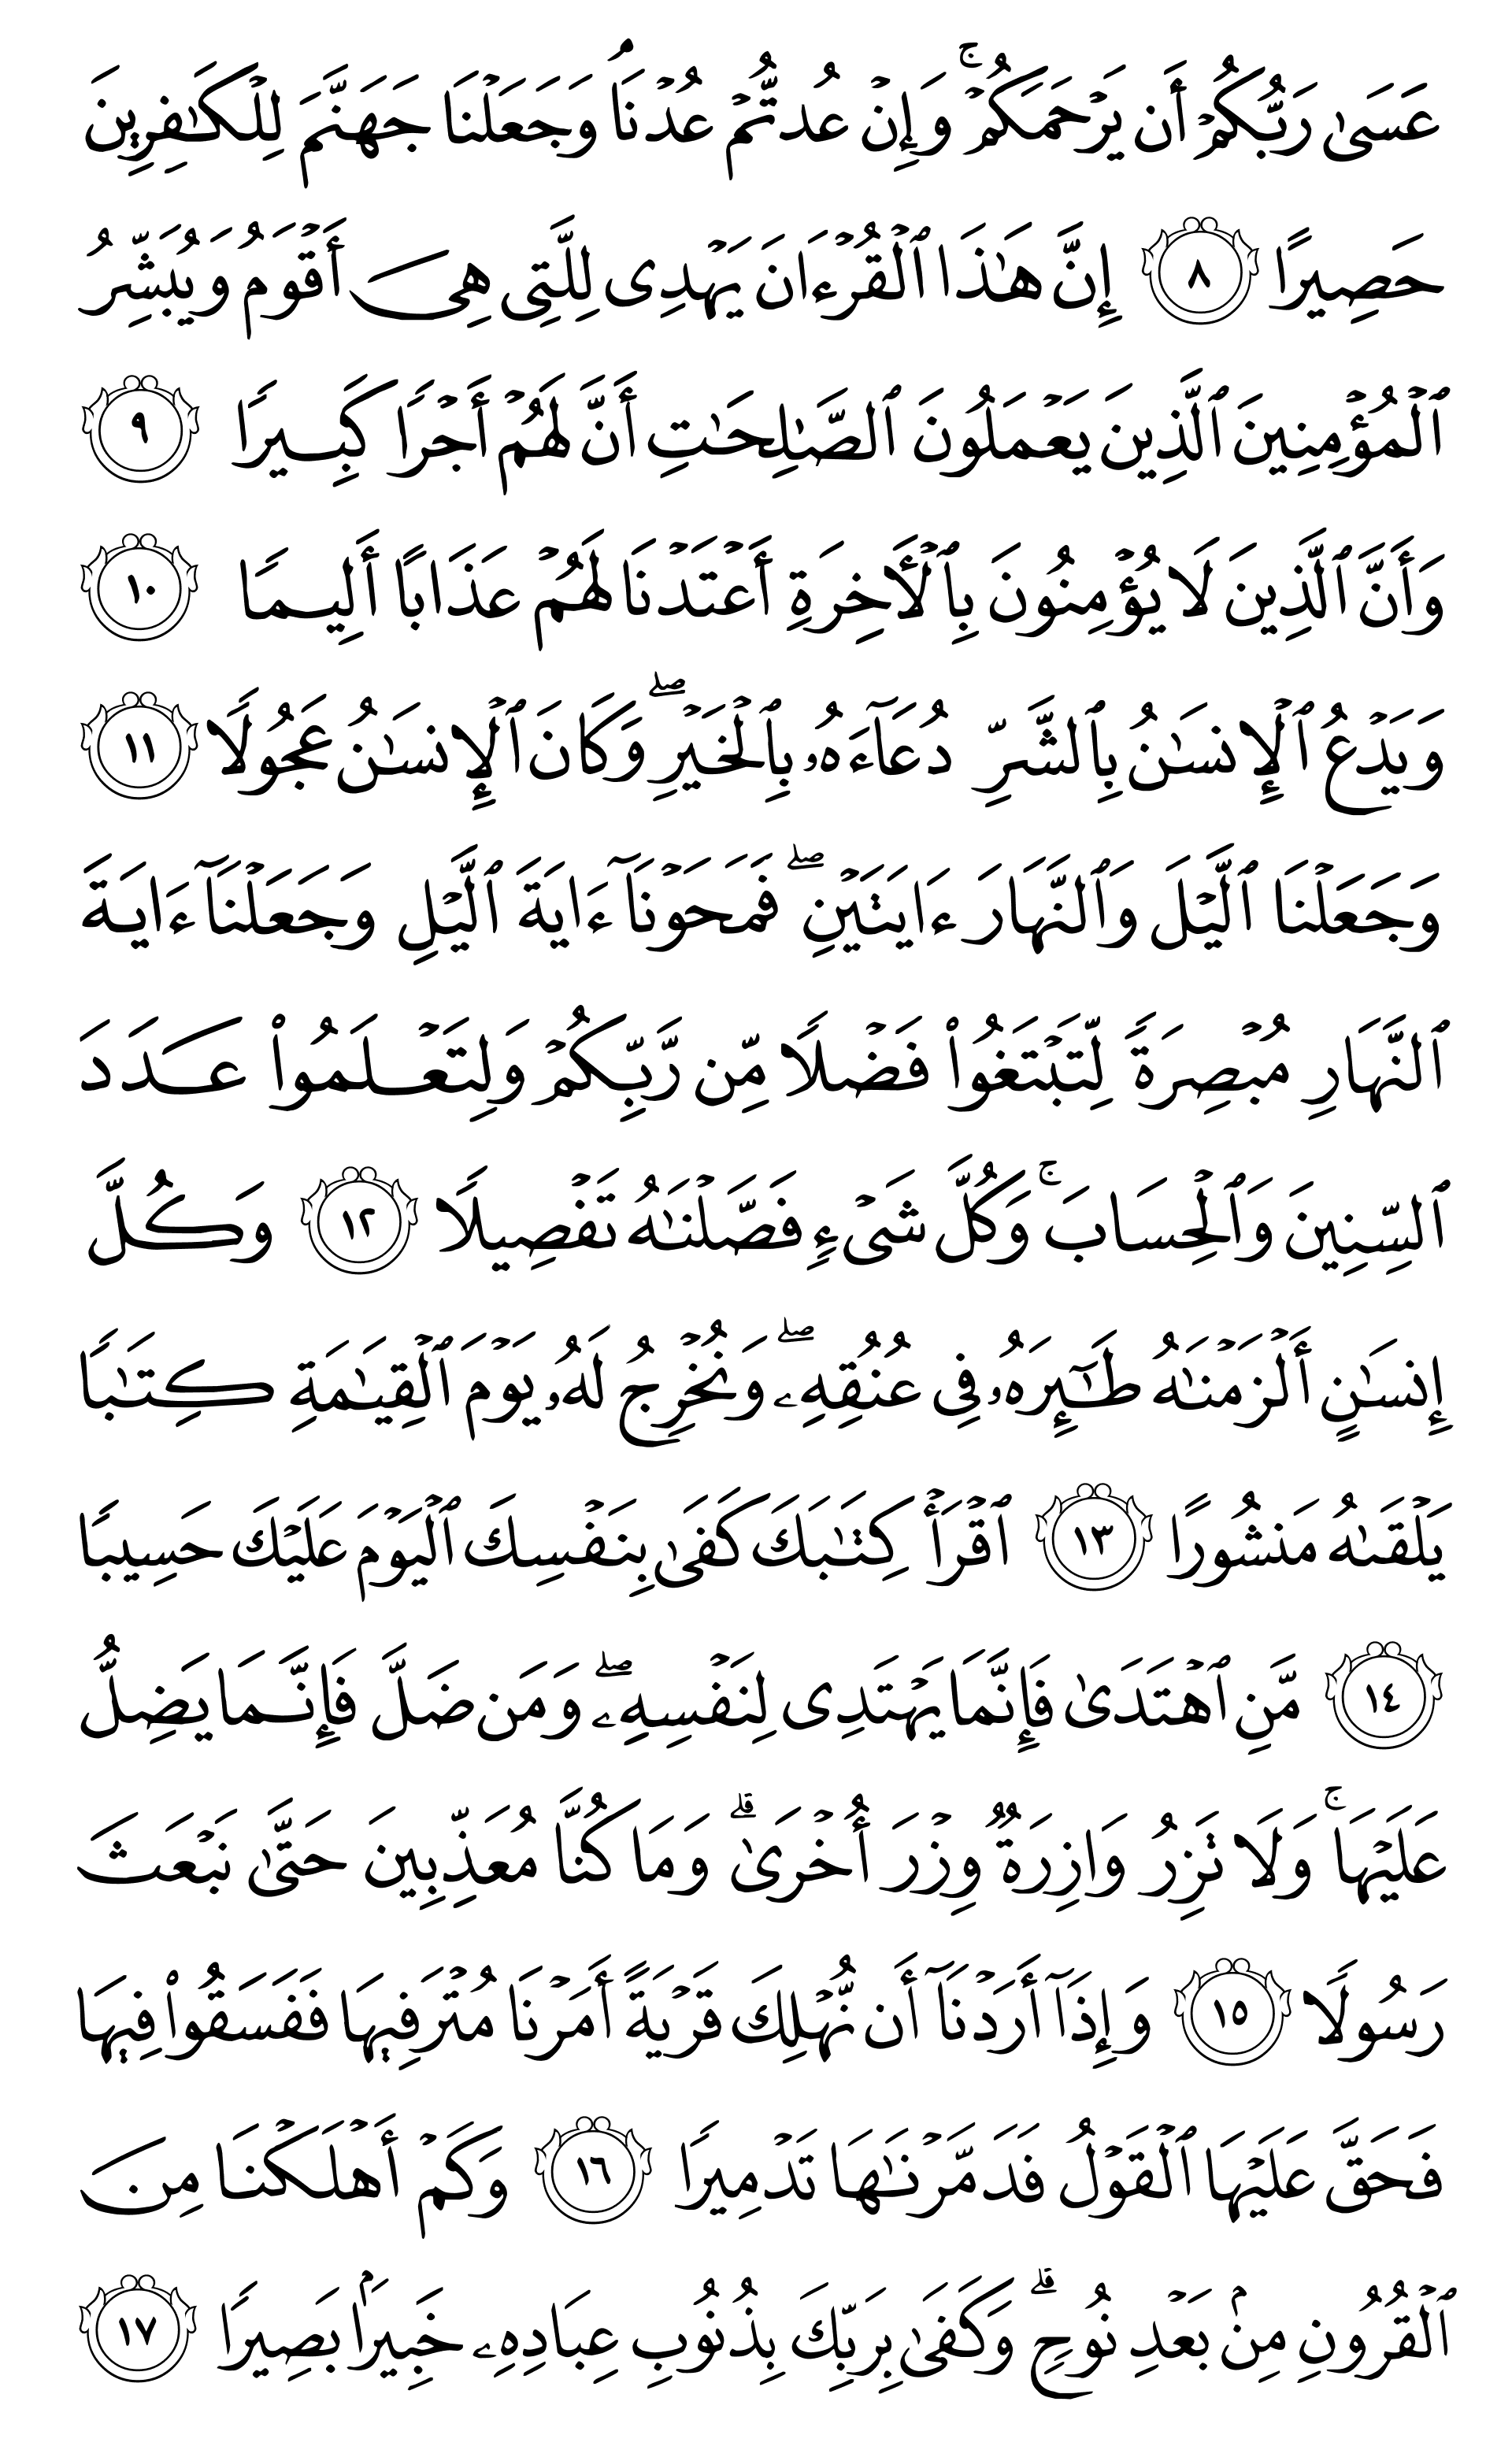 عَسَىٰ رَبُّكُمْ أَن يَرْحَمَكُمْ ۚ وَإِنْ عُدتُّمْ عُدْنَا ۘ وَجَعَلْنَا جَهَنَّمَ لِلْكَٰفِرِينَ
حَصِيرًا ٨ إِنَّ هَٰذَا ٱلْقُرْءَانَ يَهْدِى لِلَّتِى هِىَ أَقْوَمُ وَيُبَشِّرُ
ٱلْمُؤْمِنِينَ ٱلَّذِينَ يَعْمَلُونَ ٱلصَّٰلِحَٰتِ أَنَّ لَهُمْ أَجْرًا كَبِيرًا ٩
وَأَنَّ ٱلَّذِينَ لَا يُؤْمِنُونَ بِٱلْأَخِرَةِ أَعْتَدْنَا لَهُمْ عَذَابًا أَلِيمًا ١٠
وَيَدْعُ ٱلْإِنسَٰنُ بِٱلشَّرِّ دُعَآءَهُۥ بِٱلْخَيْرِ ۖ وَكَانَ ٱلْإِنسَٰنُ عَجُولًا ١١
وَجَعَلْنَا ٱلَّيْلَ وَٱلنَّهَارَ ءَايَتَيْنِ ۖ فَمَحَوْنَآ ءَايَةَ ٱلَّيْلِ وَجَعَلْنَآ ءَايَةَ
ٱلنَّهَارِ مُبْصِرَةً لِّتَبْتَغُوا۟ فَضْلًا مِّن رَّبِّكُمْ وَلِتَعْلَمُوا۟ عَدَدَ
ٱلسِّنِينَ وَٱلْحِسَابَ ۚ وَكُلَّ شَىْءٍ فَصَّلْنَٰهُ تَفْصِيلًا ١٢ وَكُلَّ
إِنسَٰنٍ أَلْزَمْنَٰهُ طَٰٓئِرَهُۥ فِى عُنُقِهِۦ ۖ وَنُخْرِجُ لَهُۥ يَوْمَ ٱلْقِيَٰمَةِ كِتَٰبًا
يَلْقَىٰهُ مَنشُورًا ١٣ ٱقْرَأْ كِتَٰبَكَ كَفَىٰ بِنَفْسِكَ ٱلْيَوْمَ عَلَيْكَ حَسِيبًا
١٤ مَّنِ ٱهْتَدَىٰ فَإِنَّمَا يَهْتَدِى لِنَفْسِهِۦ ۖ وَمَن ضَلَّ فَإِنَّمَا يَضِلُّ
عَلَيْهَا ۚ وَلَا تَزِرُ وَازِرَةٌ وِزْرَ أُخْرَىٰ ۗ وَمَا كُنَّا مُعَذِّبِينَ حَتَّىٰ نَبْعَثَ
رَسُولًا ١٥ وَإِذَآ أَرَدْنَآ أَن نُّهْلِكَ قَرْيَةً أَمَرْنَا مُتْرَفِيهَا فَفَسَقُوا۟ فِيهَا
فَحَقَّ عَلَيْهَا ٱلْقَوْلُ فَدَمَّرْنَٰهَا تَدْمِيرًا ١٦ وَكَمْ أَهْلَكْنَا مِنَ
ٱلْقُرُونِ مِنۢ بَعْدِ نُوحٍ ۗ وَكَفَىٰ بِرَبِّكَ بِذُنُوبِ عِبَادِهِۦ خَبِيرًۢا بَصِيرًا ١٧